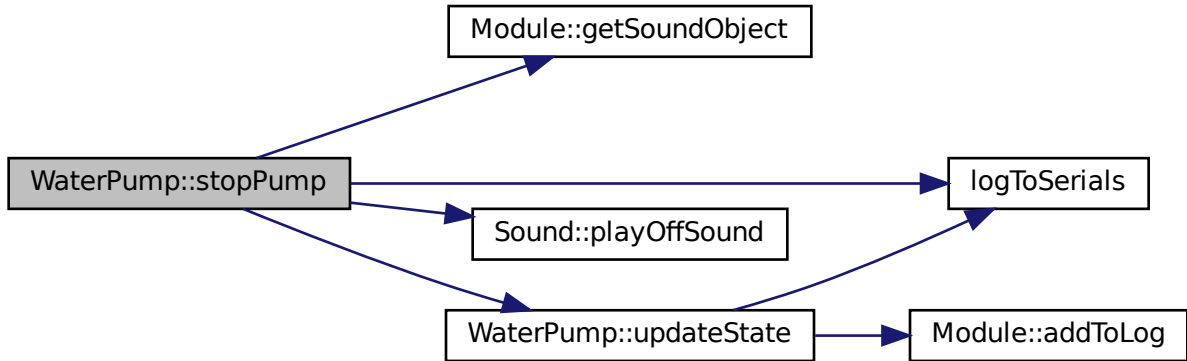 Module::getSoundObject
WaterPump::stopPump
logToSerials
Sound::playOffSound
WaterPump::updateState
Module::addToLog